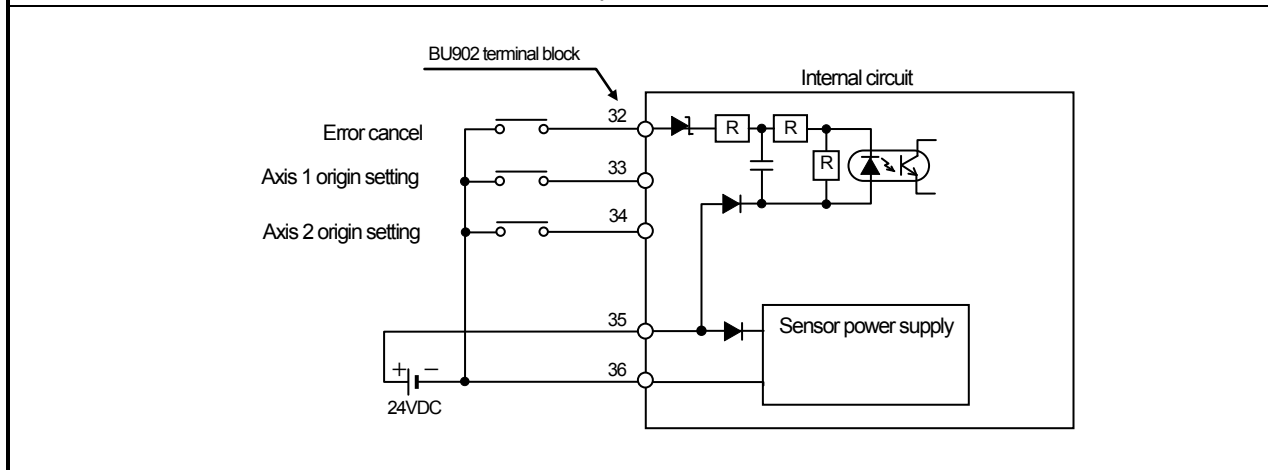 BU902 terminal block
Internal circuit
Error cancel
32
R
R
R
Axis 1 origin setting
33
Axis 2 origin setting
34
35
Sensor power supply
36
+ −
24VDC